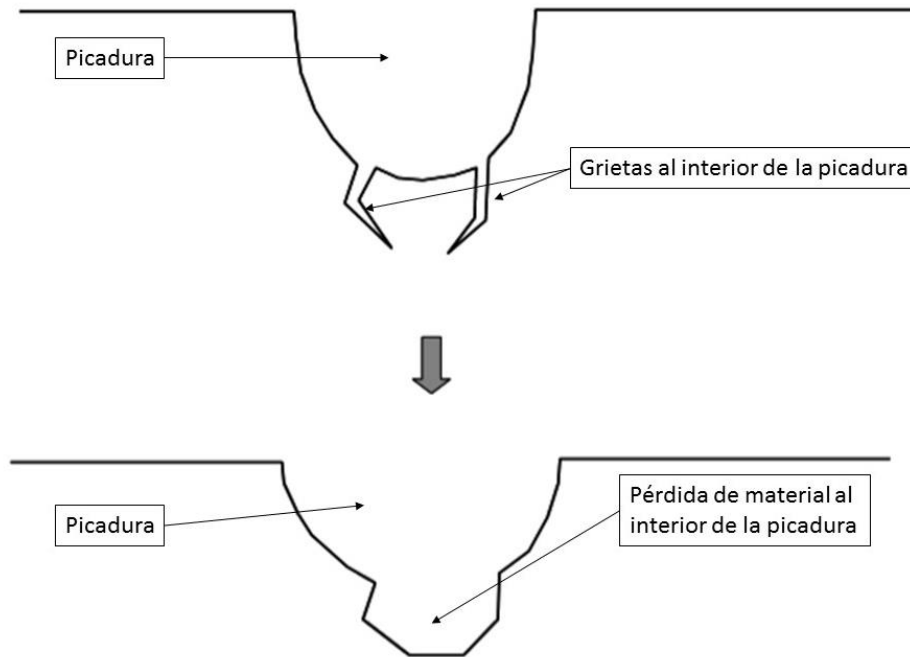 Picadura
Grietas al interior de la picadura
Picadura
Pérdida de material al
interior de la picadura